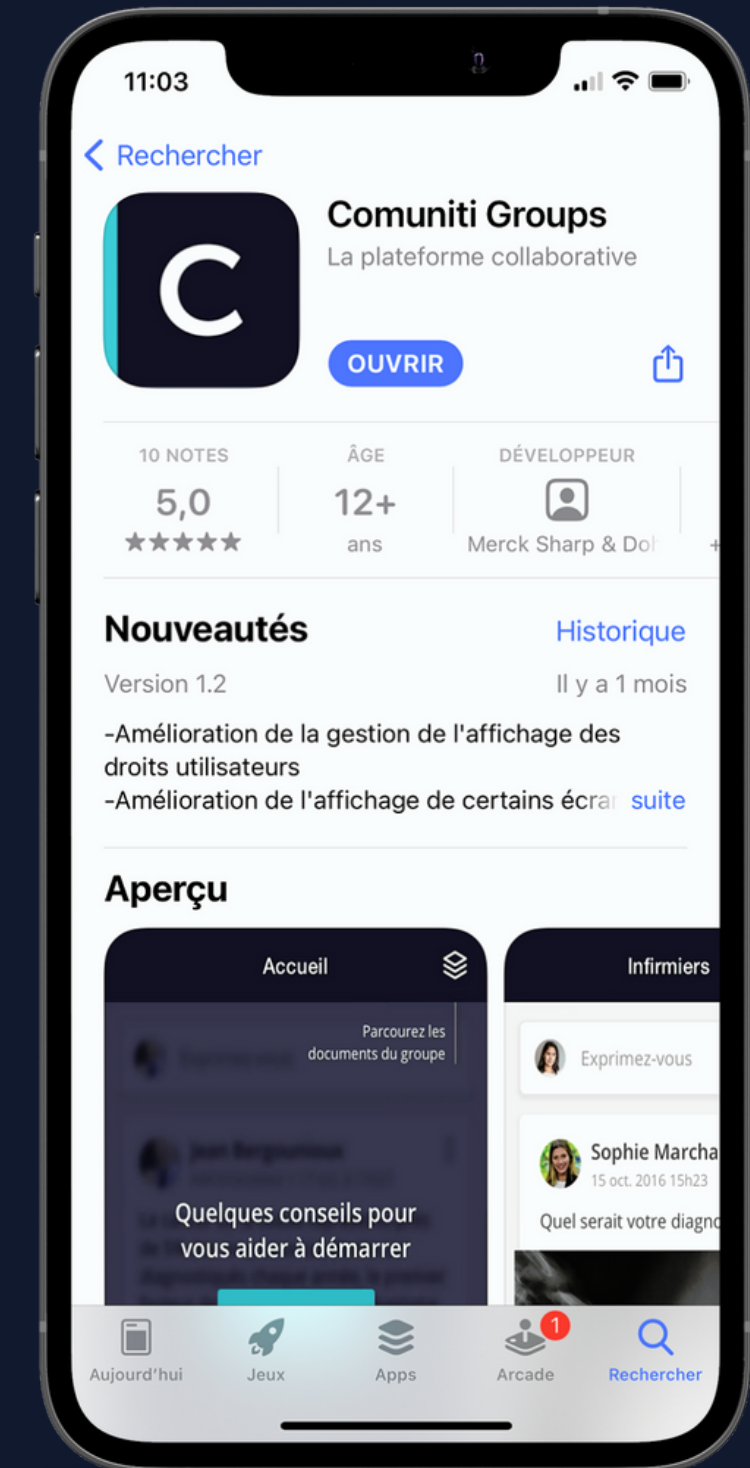 11:03
Rechercher
C
Comuniti Groups
La plateforme collaborative
OUVRIR
10 NOTES
5,0
ÂGE
12+
ans
DÉVELOPPEUR
Merck Sharp & Doh
+
Nouveautés
Historique
Version 1.2
Il y a 1 mois
-Amélioration de la gestion de l'affichage des
droits utilisateurs
-Amélioration de l'affichage de certains écra
suite
Aperçu
Accueil
Parcourez les
documents du groupe
Jean Bergounioux
Quelques conseils pour
vous aider à démarrer
Infirmiers
Exprimez-vous
Sophie Marcha
15 oct. 2016 15h23
Quel serait votre diagno
Aujourd'hui
Jeux
Apps
Arcade
1
Rechercher